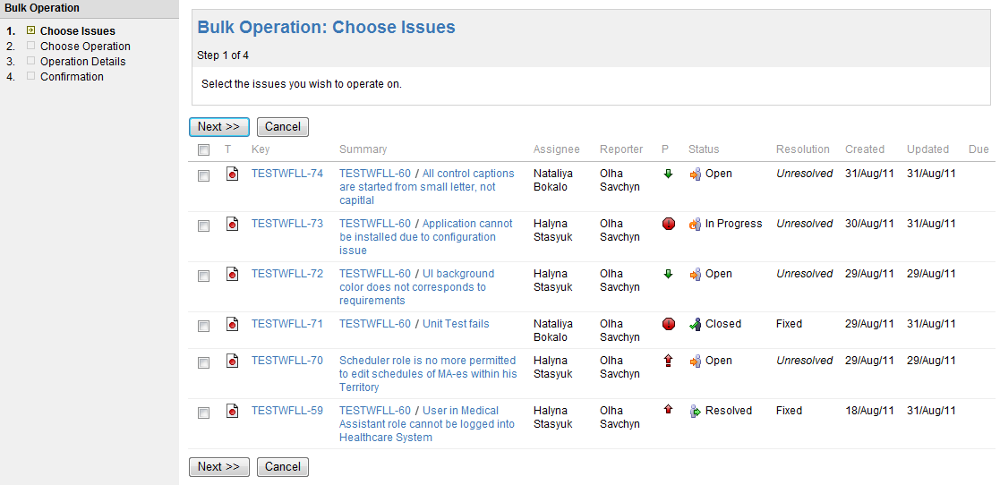 Bulk Operation
1. Choose Issues
2. Choose Operation
3. Operation Details
4. Confirmation
Bulk Operation: Choose Issues
Step 1 of 4
Select the issues you wish to operate on.
Next >> Cancel
T Key Summary Assignee Reporter P Status Resolution Created Updated Due
TESTWFLL-74 TESTWFLL-60 / All control captions Nataliya Olha Open Unresolved 31/Aug/11 31/Aug/11
are started from small letter, not Bokalo Savchyn
capitlal
TESTWFLL-73 TESTWFLL-60 / Application cannot Halyna Olha In Progress Unresolved 30/Aug/11 31/Aug/11
be installed due to configuration Stasyuk Savchyn
issue
TESTWFLL-72 TESTWFLL-60 / UI background Halyna Olha Open Unresolved 29/Aug/11 29/Aug/11
color does not corresponds to Stasyuk Savchyn
requirements
TESTWFLL-71 TESTWFLL-60 / Unit Test fails Nataliya Olha Closed Fixed 29/Aug/11 31/Aug/11
Bokalo Savchyn
TESTWFLL-70 Scheduler role is no more permitted Halyna Olha Open Unresolved 29/Aug/11 29/Aug/11
to edit schedules of MA-es within his Stasyuk Savchyn
Territory
TESTWFLL-59 TESTWFLL-60 / User in Medical Halyna Olha Resolved Fixed 18/Aug/11 31/Aug/11
Assistant role cannot be logged into Stasyuk Savchyn
Healthcare System
Next >> Cancel